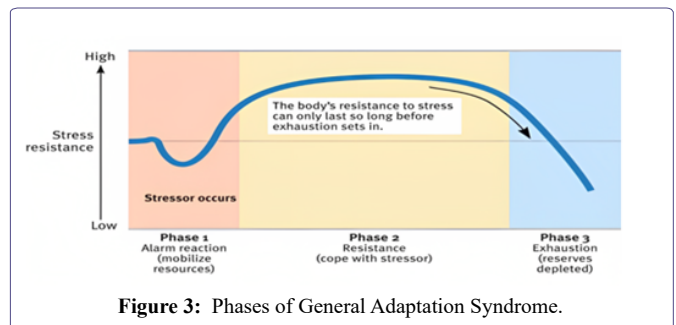 High
The body's resistance to stress
can only last so long before
exhaustion sets in.
Stress
resistance
Stressor occurs
Low
Phase 1
Alarm reaction
(mobilize
resources)
Phase 2
Resistance
(cope with stressor)
Phase 3
Exhaustion
(reserves
depleted)
Figure 3: Phases of General Adaptation Syndrome.